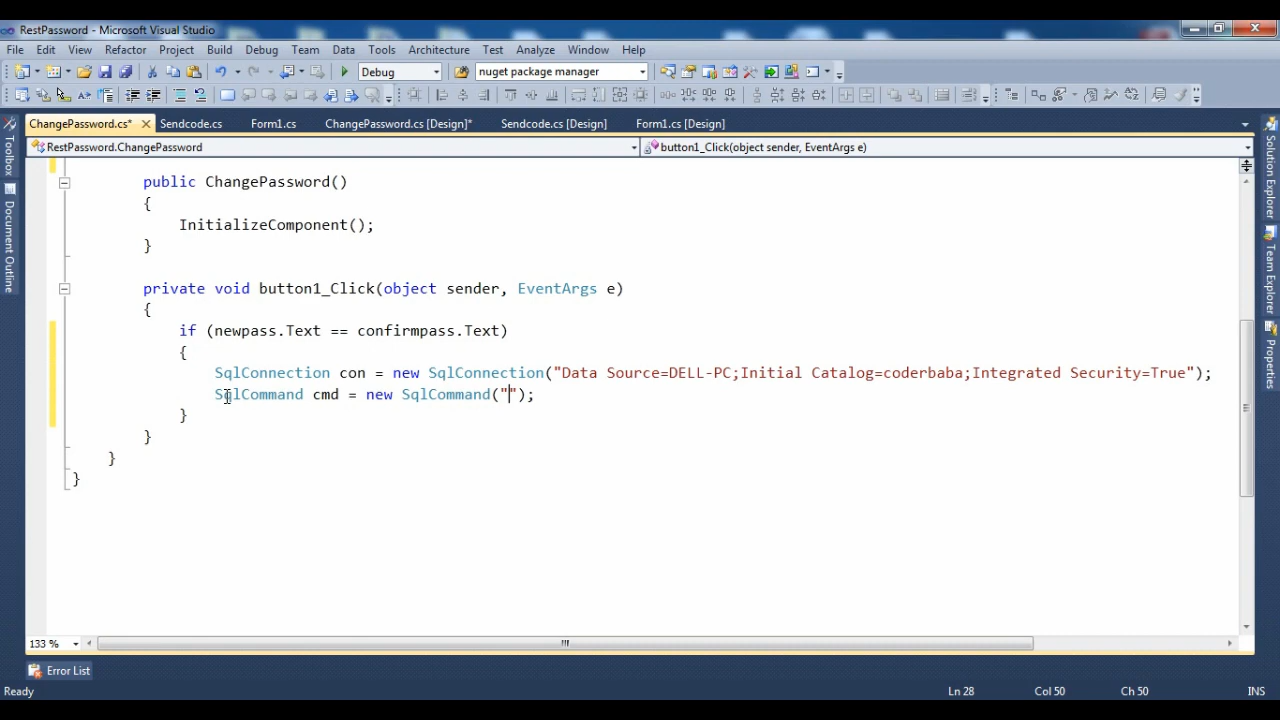 RestPassword - Microsoft Visual Studio
File Edit View Refactor Project Build Debug Team Data Tools Architecture Test Analyze Window Help
Debug nuget package manager
ChangePassword.cs* Sendcode.cs Form1.cs ChangePassword.cs [Design]* Sendcode.cs [Design] Form1.cs [Design]
RestPassword.ChangePassword button1_Click(object sender, EventArgs e)
Toolbox
Document Outline
public ChangePassword()
{
InitializeComponent();
}
private void button1_Click(object sender, EventArgs e)
{
if (newpass.Text == confirmpass.Text)
{
SqlConnection con = new SqlConnection("Data Source=DELL-PC;Initial Catalog=coderbaba;Integrated Security=True");
SqlCommand cmd = new SqlCommand("");
}
}
}
}
Solution Explorer
Team Explorer
Properties
133 %
Error List
Ready Ln 28 Col 50 Ch 50 INS